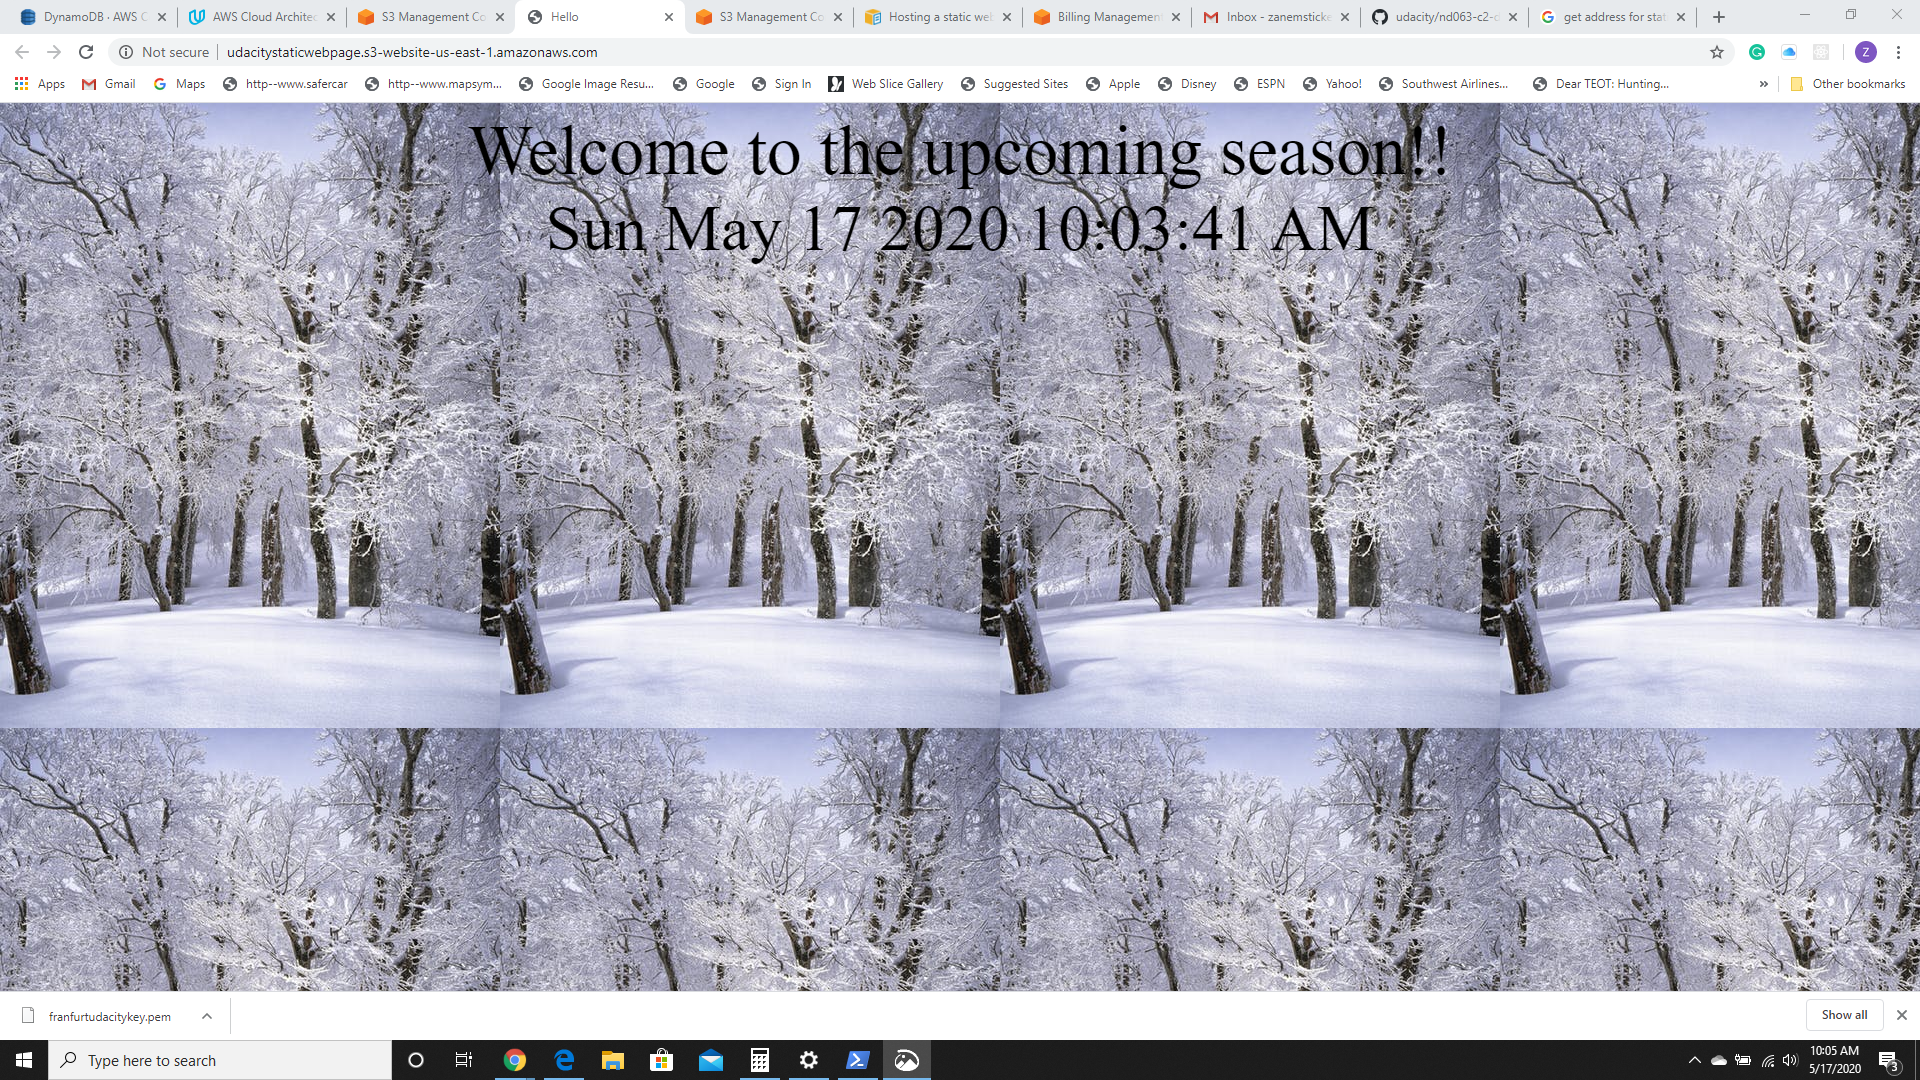 DynamoDB · AWS C
AWS Cloud Architec
S3 Management Co
Hello
S3 Management Co
Hosting a static web
Billing Management
Inbox - zanemsticke
udacity/nd063-c2-d
get address for stat
Not secure
udacitystaticwebpage.s3-website-us-east-1.amazonaws.com
Z
Apps
Gmail
Maps
http--www.safercar
http--www.mapsym...
Google Image Resu...
Google
Sign In
Web Slice Gallery
Suggested Sites
Apple
Disney
ESPN
Yahoo!
Southwest Airlines...
Dear TEOT: Hunting...
»
Other bookmarks
Welcome to the upcoming season!!
Sun May 17 2020 10:03:41 AM
franfurtudacitykey.pem
Show all
Type here to search
10:05 AM
5/17/2020
3